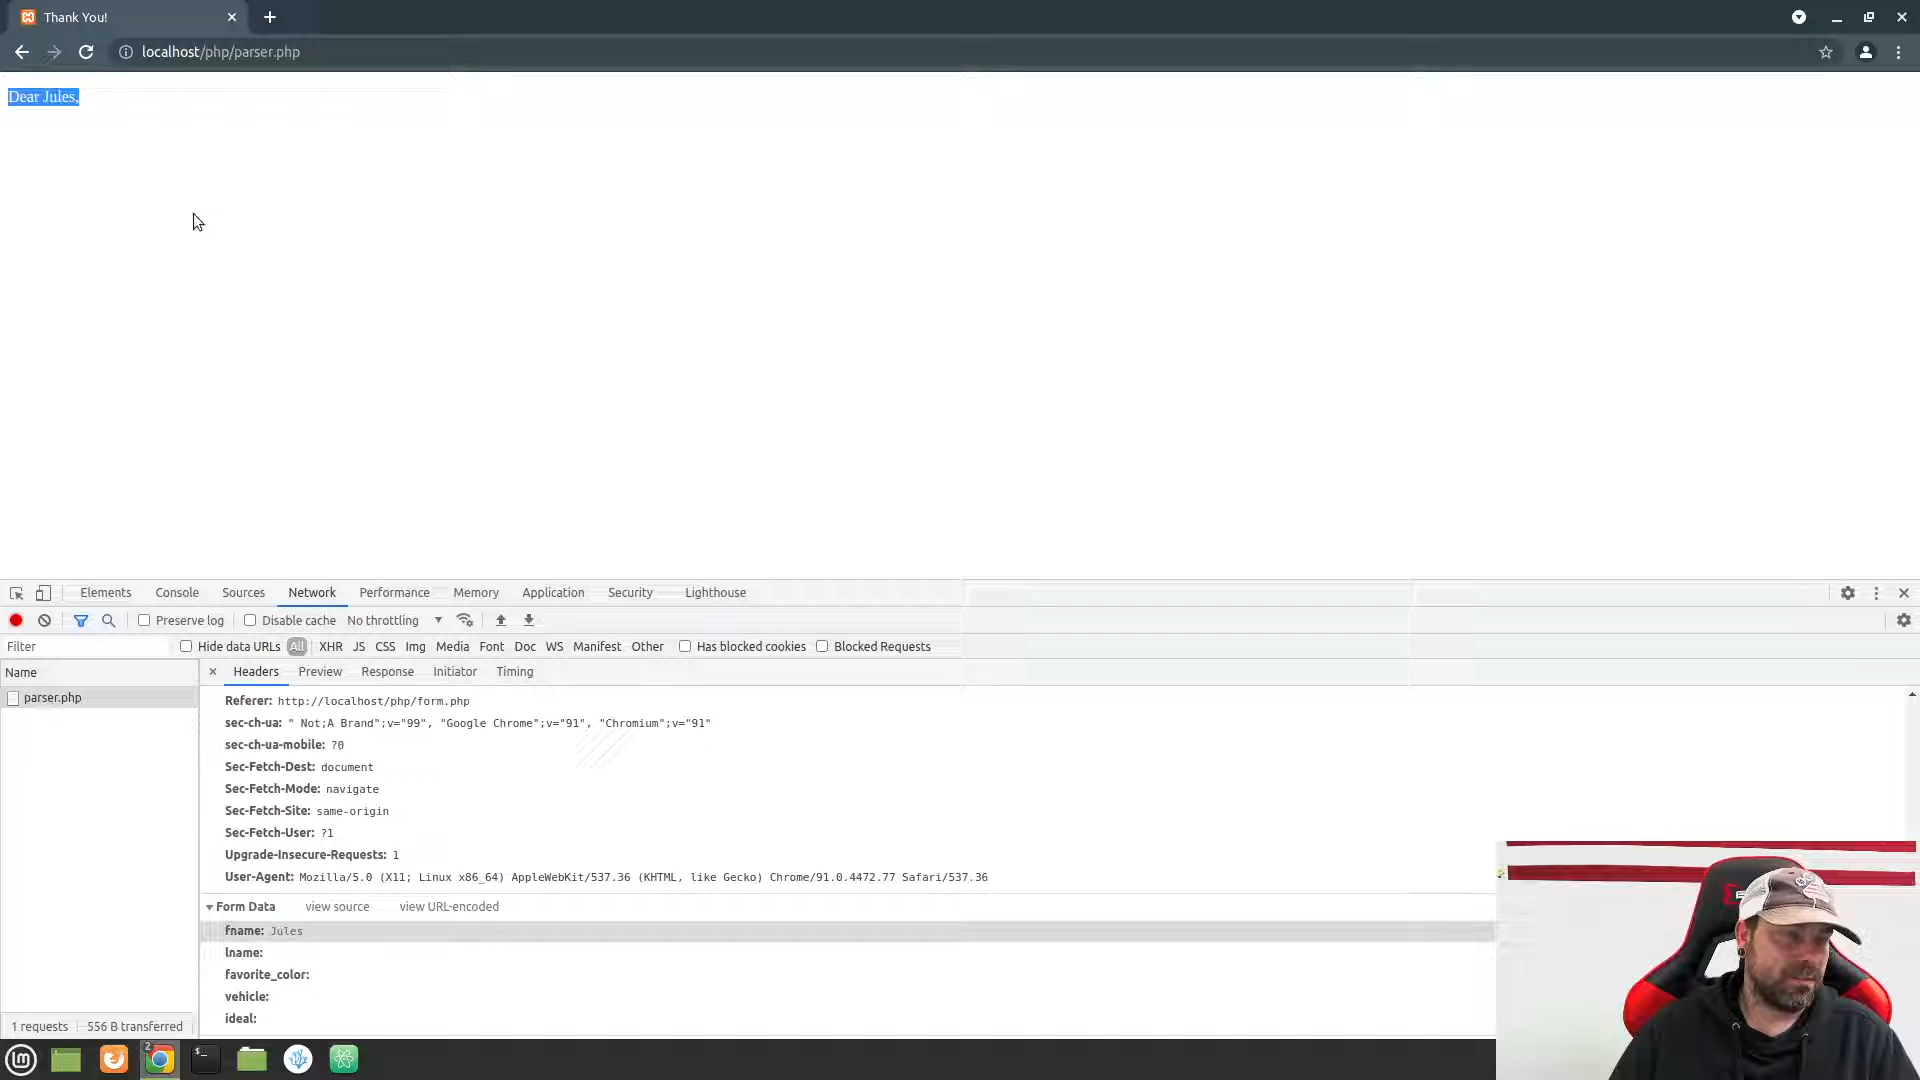 Thank You!
localhost/php/parser.php
Dear Jules,
Elements Console Sources Network Performance Memory Application Security Lighthouse
Preserve log Disable cache No throttling
Filter Hide data URLs All XHR JS CSS Img Media Font Doc WS Manifest Other Has blocked cookies Blocked Requests
Name Headers Preview Response Initiator Timing
parser.php
Referer: http://localhost/php/form.php
sec-ch-ua: " Not;A Brand";v="99", "Google Chrome";v="91", "Chromium";v="91"
sec-ch-ua-mobile: ?0
Sec-Fetch-Dest: document
Sec-Fetch-Mode: navigate
Sec-Fetch-Site: same-origin
Sec-Fetch-User: ?1
Upgrade-Insecure-Requests: 1
User-Agent: Mozilla/5.0 (X11; Linux x86_64) AppleWebKit/537.36 (KHTML, like Gecko) Chrome/91.0.4472.77 Safari/537.36
Form Data view source view URL-encoded
fname: Jules
lname:
favorite_color:
vehicle:
ideal:
1 requests 556 B transferred
2